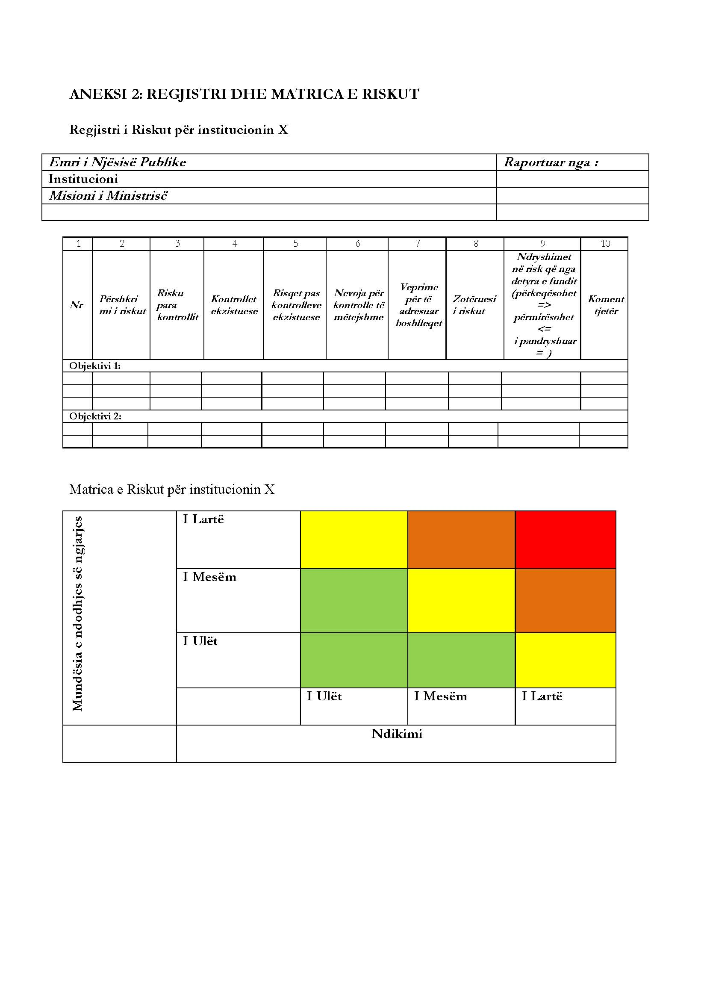 ANEKSI 2: REGJISTRI DHE MATRICA E RISKUT
Regjistri i Riskut për institucionin X
Emri i Njësisë Publike
Raportuar nga :
Institucioni
Misioni i Ministrisë
1 2 3 4 5 6 7 8 9 10
Nr
Përshkri
mi i riskut
Risku
para
kontrollit
Kontrollet
ekzistuese
Risqet pas
kontrolleve
ekzistuese
Nevoja për
kontrolle të
mëtejshme
Veprime
për të
adresuar
boshlleqet
Zotëruesi
i riskut
Ndryshimet
në risk që nga
detyra e fundit
(përkeqësohet
=>
përmirësohet
<=
i pandryshuar
= )
Koment
tjetër
Objektivi 1:
Objektivi 2:
Matrica e Riskut për institucionin X
Mundësia e ndodhjes së ngjarjes
I Lartë
I Mesëm
I Ulët
I Ulët I Mesëm I Lartë
Ndikimi